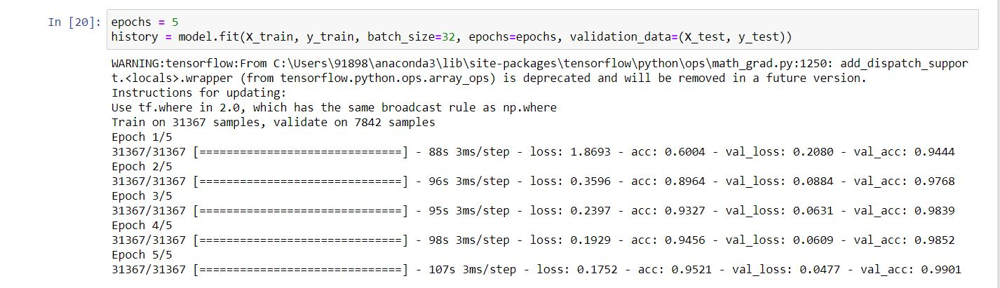 In [20]: epochs = 5
history = model.fit(X_train, y_train, batch_size=32, epochs=epochs, validation_data=(X_test, y_test))
WARNING:tensorflow:From C:\Users\91898\anaconda3\lib\site-packages\tensorflow\python\ops\math_grad.py:1250: add_dispatch_suppor
t.<locals>.wrapper (from tensorflow.python.ops.array_ops) is deprecated and will be removed in a future version.
Instructions for updating:
Use tf.where in 2.0, which has the same broadcast rule as np.where
Train on 31367 samples, validate on 7842 samples
Epoch 1/5
31367/31367 [==============================] - 88s 3ms/step - loss: 1.8693 - acc: 0.6004 - val_loss: 0.2080 - val_acc: 0.9444
Epoch 2/5
31367/31367 [==============================] - 96s 3ms/step - loss: 0.3596 - acc: 0.8964 - val_loss: 0.0884 - val_acc: 0.9768
Epoch 3/5
31367/31367 [==============================] - 95s 3ms/step - loss: 0.2397 - acc: 0.9327 - val_loss: 0.0631 - val_acc: 0.9839
Epoch 4/5
31367/31367 [==============================] - 98s 3ms/step - loss: 0.1929 - acc: 0.9456 - val_loss: 0.0609 - val_acc: 0.9852
Epoch 5/5
31367/31367 [==============================] - 107s 3ms/step - loss: 0.1752 - acc: 0.9521 - val_loss: 0.0477 - val_acc: 0.9901